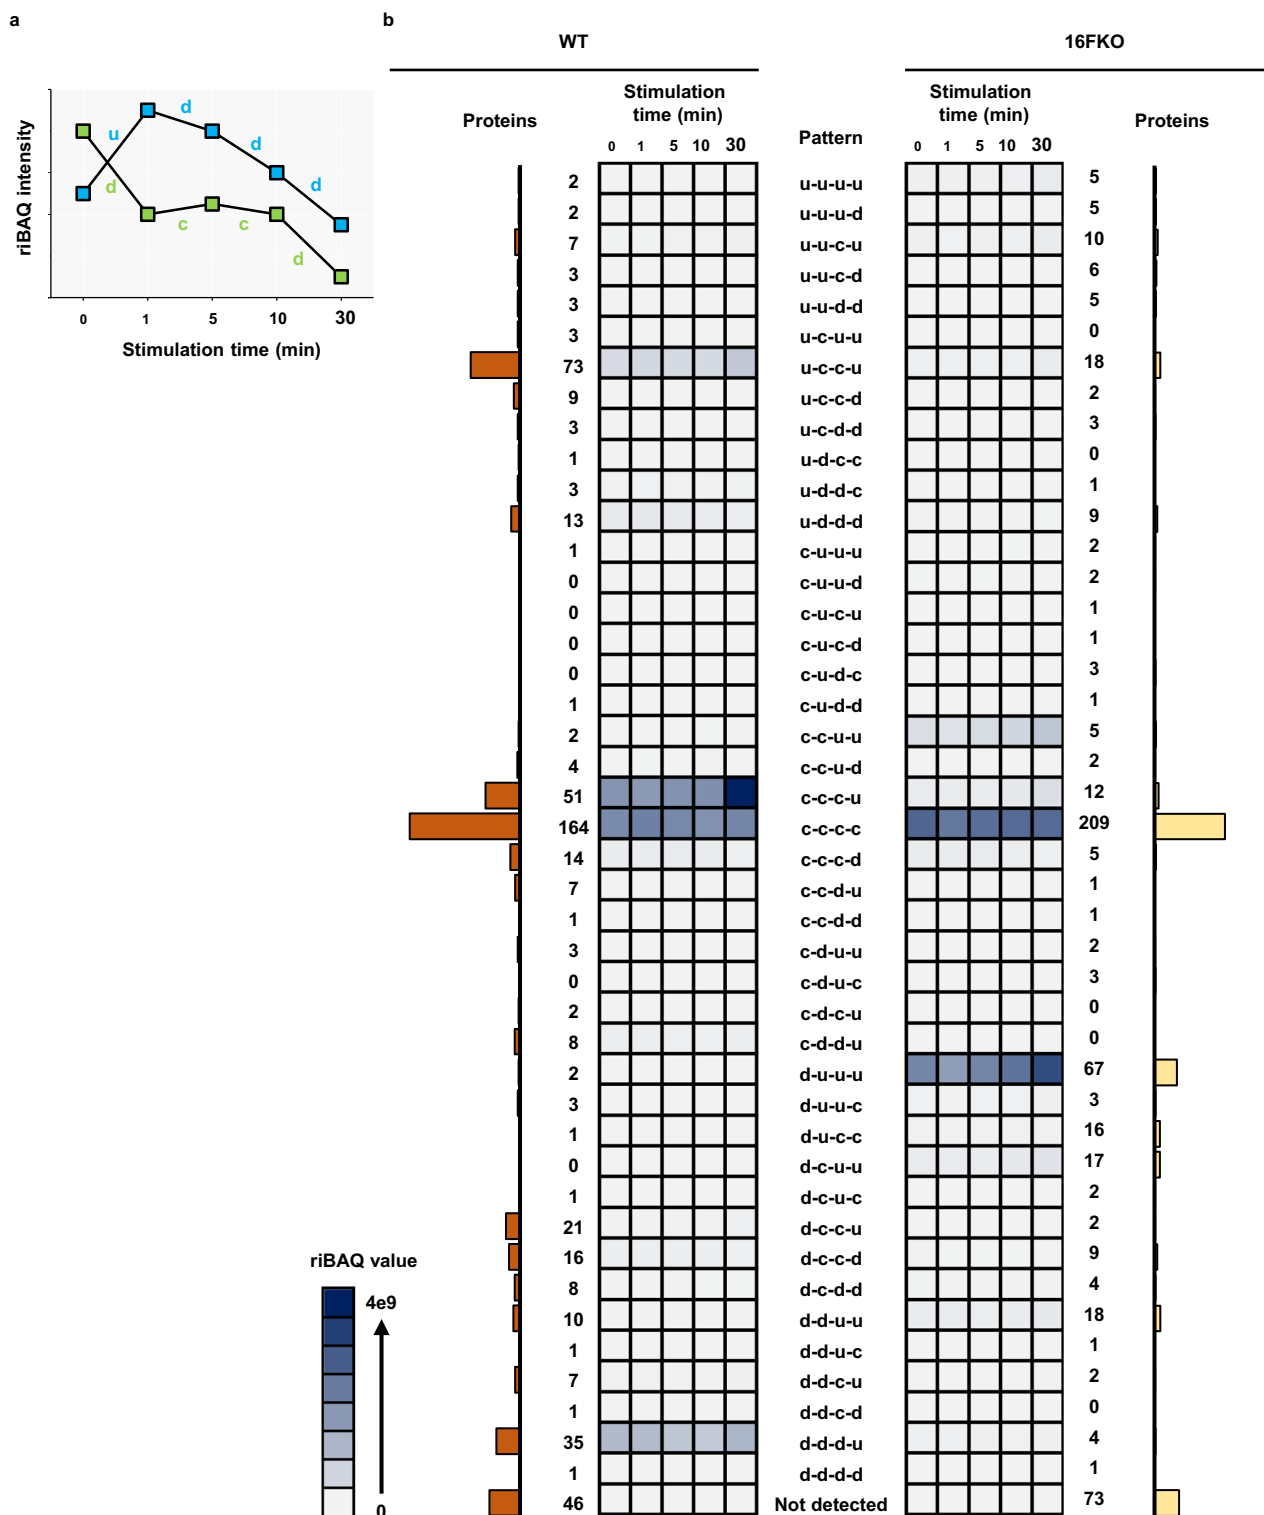 a
b
WT
16FKO
riBAQ intensity
u
d
d
d
d
c
c
d
0 1 5 10 30
Stimulation time (min)
Proteins
Stimulation
time (min)
Pattern
Stimulation
time (min)
Proteins
0 1 5 10 30
0 1 5 10 30
2 u-u-u-u 5
2 u-u-u-d 5
7 u-u-c-u 10
3 u-u-c-d 6
3 u-u-d-d 5
3 u-c-u-u 0
73 u-c-c-u 18
9 u-c-c-d 2
3 u-c-d-d 3
1 u-d-c-c 0
3 u-d-d-c 1
13 u-d-d-d 9
1 c-u-u-u 2
0 c-u-u-d 2
0 c-u-c-u 1
0 c-u-c-d 1
0 c-u-d-c 3
1 c-u-d-d 1
2 c-c-u-u 5
4 c-c-u-d 2
51 c-c-c-u 12
164 c-c-c-c 209
14 c-c-c-d 5
7 c-c-d-u 1
1 c-c-d-d 1
3 c-d-u-u 2
0 c-d-u-c 3
2 c-d-c-u 0
8 c-d-d-u 0
2 d-u-u-u 67
3 d-u-u-c 3
1 d-u-c-c 16
0 d-c-u-u 17
1 d-c-u-c 2
21 d-c-c-u 2
16 d-c-c-d 9
8 d-c-d-d 4
10 d-d-u-u 18
1 d-d-u-c 1
7 d-d-c-u 2
1 d-d-c-d 0
35 d-d-d-u 4
1 d-d-d-d 1
46 Not detected 73
riBAQ value
4e9
0